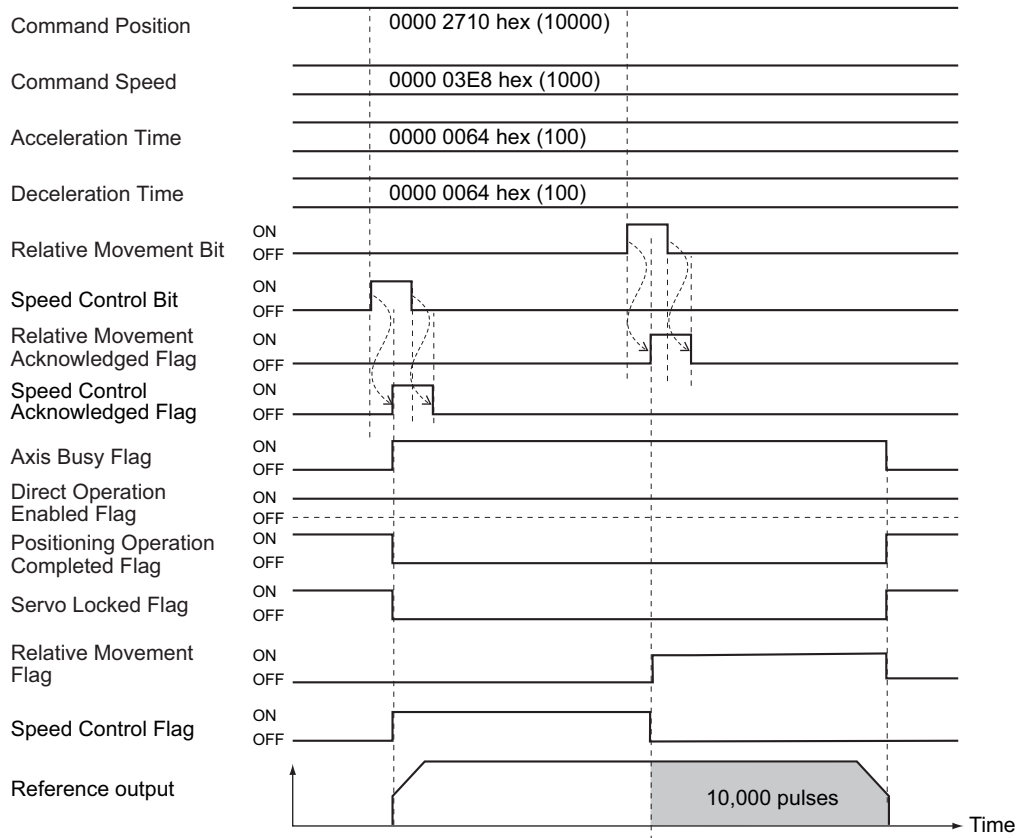 Command Position
0000 2710 hex (10000)
Command Speed
0000 03E8 hex (1000)
Acceleration Time
0000 0064 hex (100)
Deceleration Time
0000 0064 hex (100)
Relative Movement Bit
ON
OFF
Speed Control Bit
ON
OFF
Relative Movement
Acknowledged Flag
ON
OFF
Speed Control
Acknowledged Flag
ON
OFF
Axis Busy Flag
ON
OFF
Direct Operation
Enabled Flag
ON
OFF
Positioning Operation
Completed Flag
ON
OFF
Servo Locked Flag
ON
OFF
Relative Movement
Flag
ON
OFF
Speed Control Flag
ON
OFF
Reference output
10,000 pulses
Time